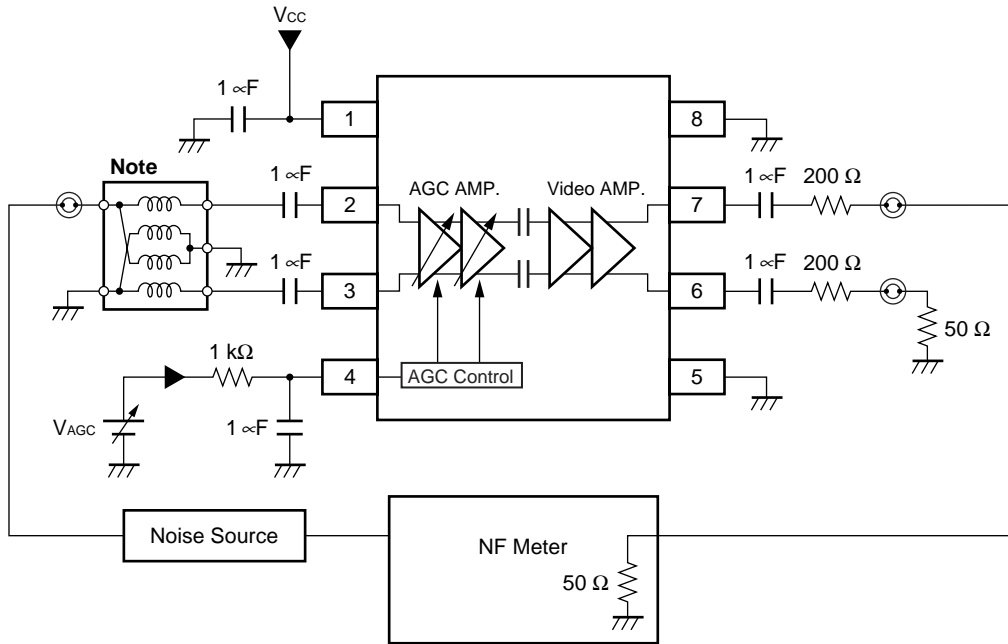 VCC
1 ∝F
1
8
Note
1 ∝F
2
AGC AMP.
Video AMP.
7
1 ∝F
200 Ω
1 ∝F
3
6
1 ∝F
200 Ω
50 Ω
1 kΩ
4
AGC Control
5
VAGC
1 ∝F
Noise Source
NF Meter
50 Ω